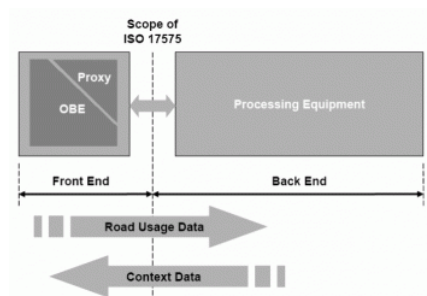 Scope of
ISO 17575
Proxy
OBE
Processing Equipment
Front End
Back End
Road Usage Data
Context Data